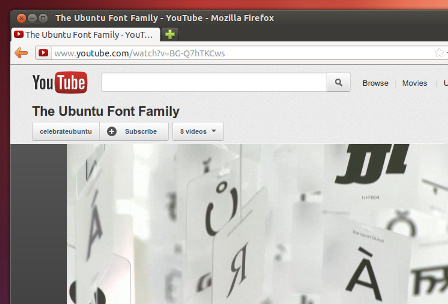 The Ubuntu Font Family - YouTube - Mozilla Firefox
The Ubuntu Font Family - YouT...
www.youtube.com/watch?v=BG-Q7hTKCws
YouTube
Browse | Movies | U
The Ubuntu Font Family
celebrateubuntu
Subscribe
8 videos
Á
Ů
Я
À